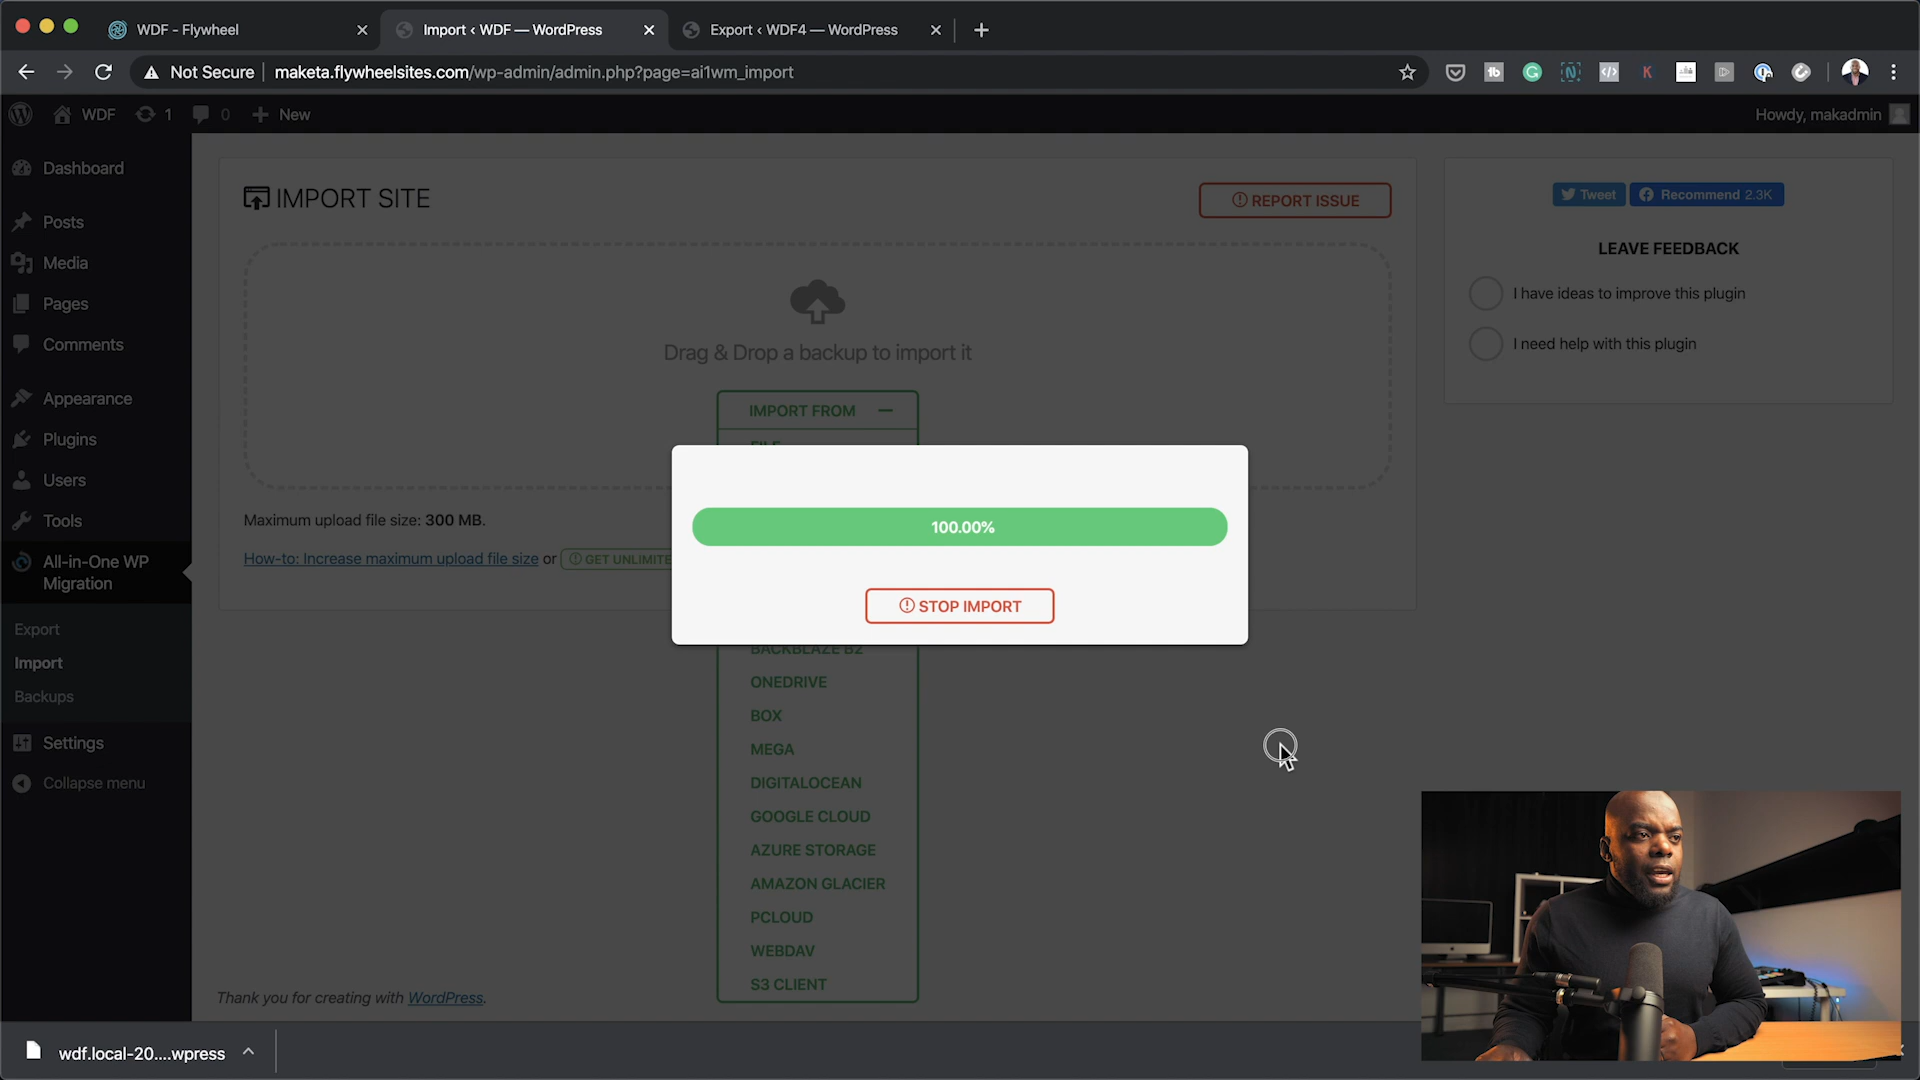 WDF - Flywheel
Import ‹ WDF — WordPress
Export ‹ WDF4 — WordPress
Not Secure
maketa.flywheelsites.com/wp-admin/admin.php?page=ai1wm_import
WDF
1
0
New
Howdy, makadmin
Dashboard
Posts
Media
Pages
Comments
Appearance
Plugins
Users
Tools
All-in-One WP
Migration
Export
Import
Backups
Settings
Collapse menu
IMPORT SITE
REPORT ISSUE
Drag & Drop a backup to import it
IMPORT FROM
FILE
100.00%
STOP IMPORT
Maximum upload file size: 300 MB.
How-to: Increase maximum upload file size or GET UNLIMITE
BACKBLAZE B2
ONEDRIVE
BOX
MEGA
DIGITALOCEAN
GOOGLE CLOUD
AZURE STORAGE
AMAZON GLACIER
PCLOUD
WEBDAV
S3 CLIENT
Tweet
Recommend 2.3K
LEAVE FEEDBACK
I have ideas to improve this plugin
I need help with this plugin
Thank you for creating with WordPress.
wdf.local-20....wpress